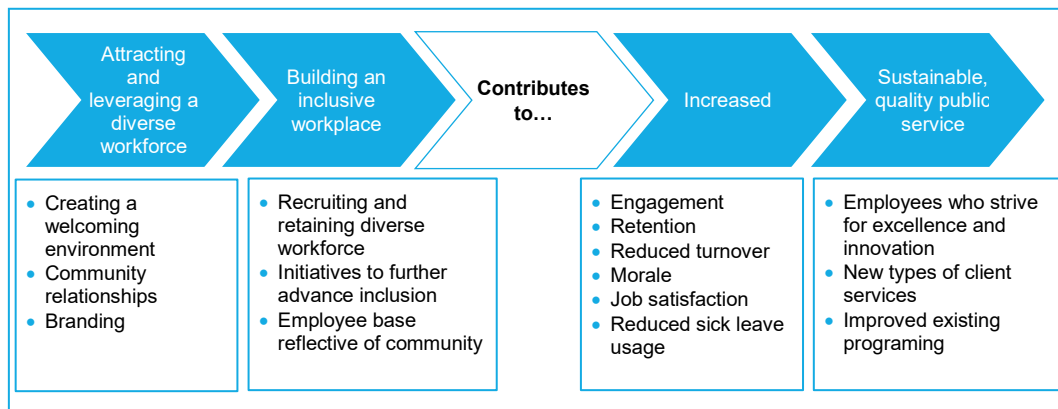 Attracting
and
leveraging a
diverse
workforce
Building an
inclusive
workplace
Contributes
to…
Increased
Sustainable,
quality public
service
• Creating a
welcoming
environment
• Community
relationships
• Branding
• Recruiting and
retaining diverse
workforce
• Initiatives to further
advance inclusion
• Employee base
reflective of community
• Engagement
• Retention
• Reduced turnover
• Morale
• Job satisfaction
• Reduced sick leave
usage
• Employees who strive
for excellence and
innovation
• New types of client
services
• Improved existing
programing